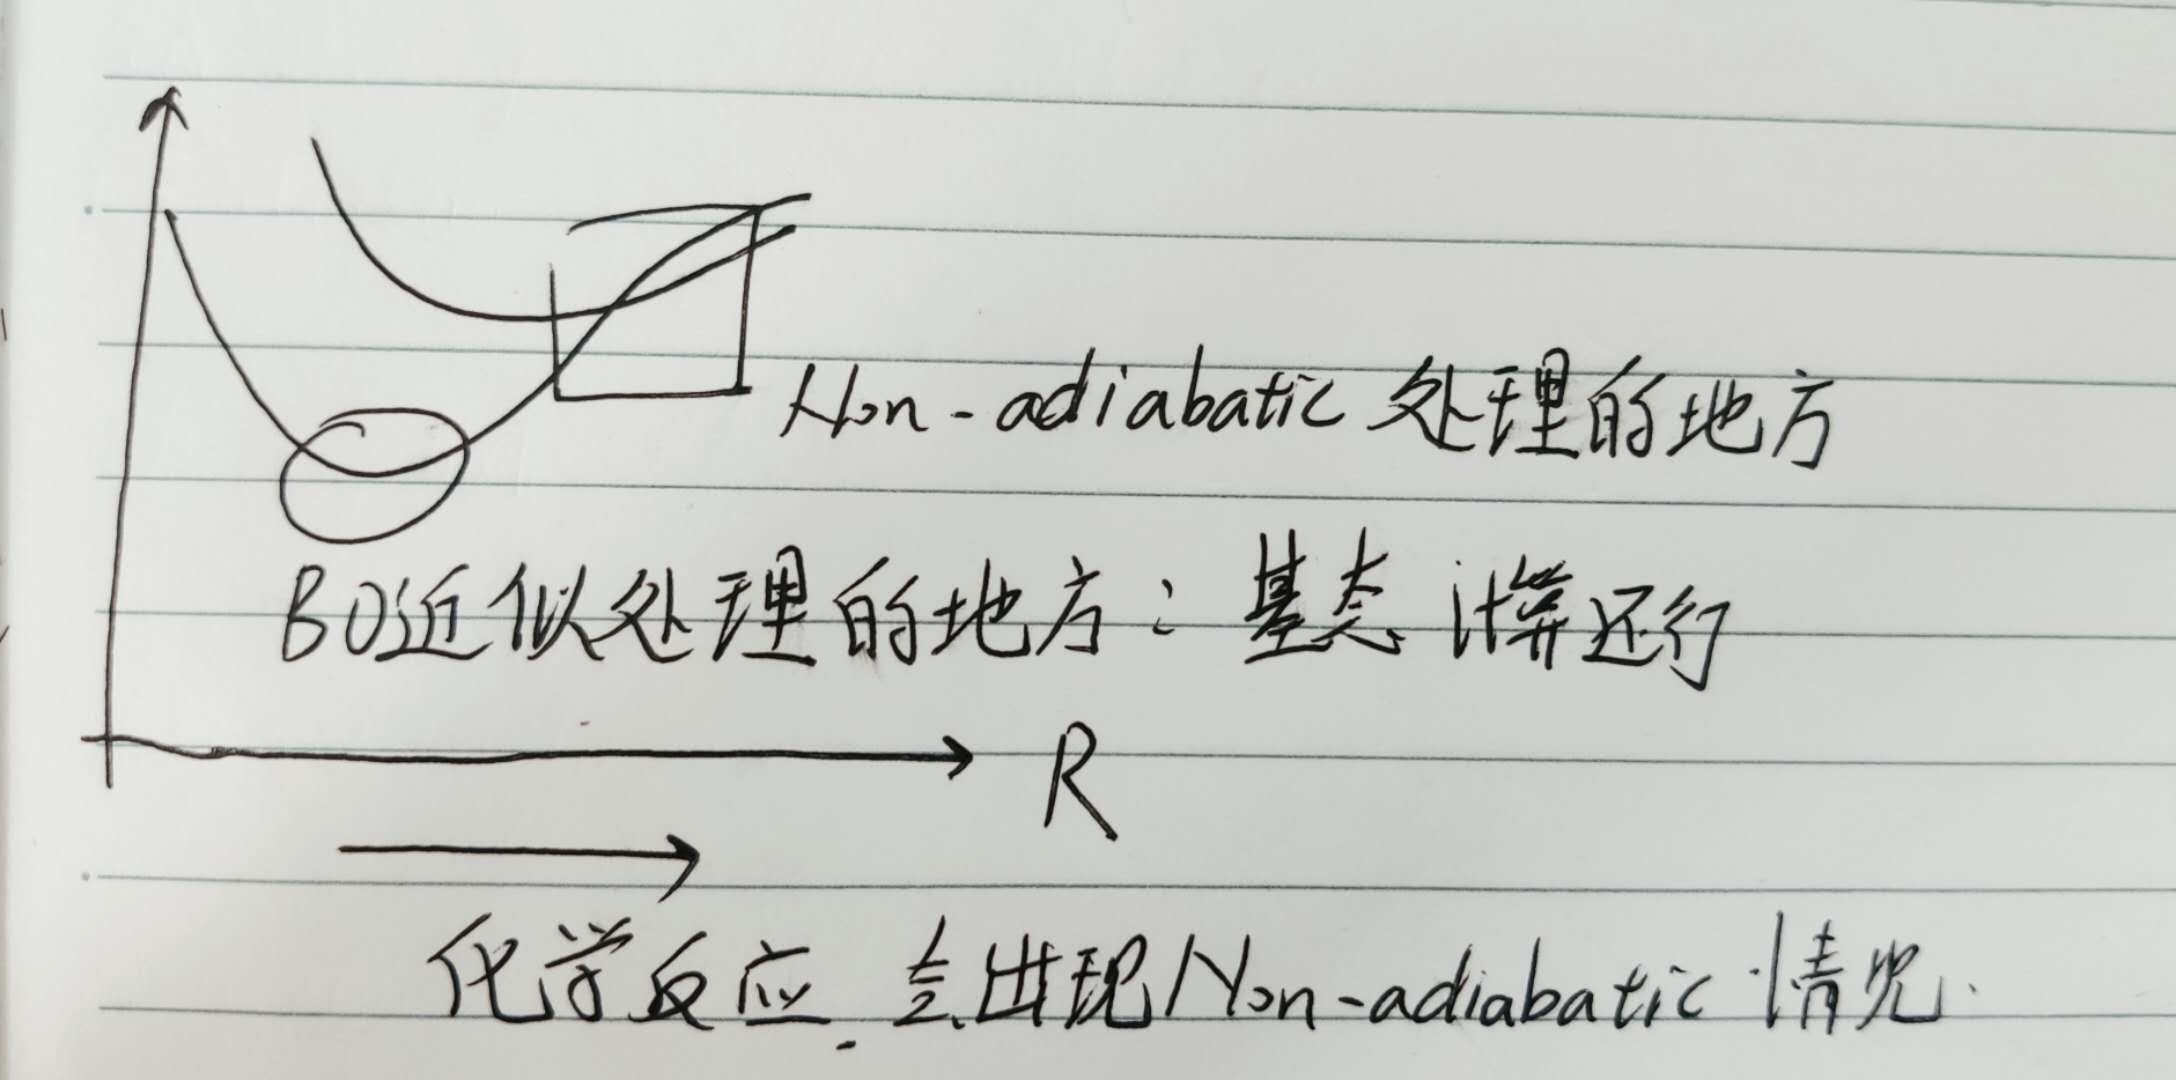 Non-adiabatic 处理的地方
BO近似处理的地方：基态 计算还行
R
化学反应. 会出现Non-adiabatic 情况.